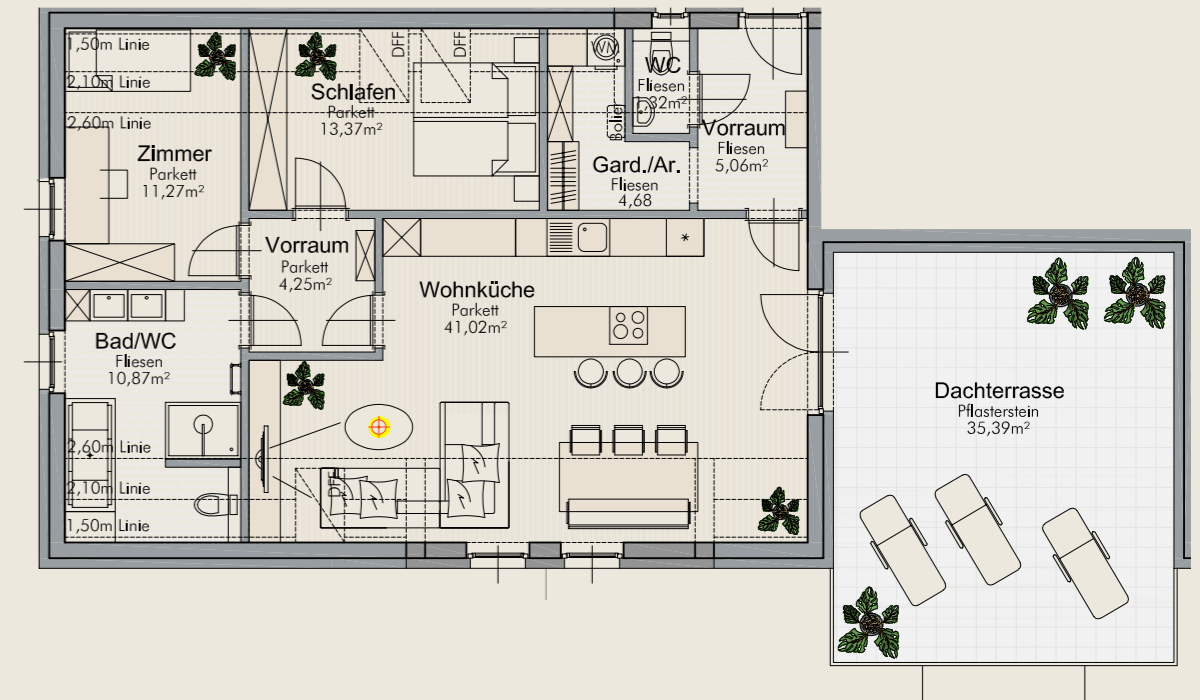 1,50m Linie
2,10m Linie
2,60m Linie
Zimmer
Parkett
11,27m²
DFF
DFF
Schlafen
Parkett
13,37m²
WM
WC
Fliesen
1,32m²
Boiler
Vorraum
Fliesen
5,06m²
Gard./Ar.
Fliesen
4,68
Vorraum
Parkett
4,25m²
*
Wohnküche
Parkett
41,02m²
Bad/WC
Fliesen
10,87m²
Dachterrasse
Pflasterstein
35,39m²
2,60m Linie
2,10m Linie
1,50m Linie
DFF